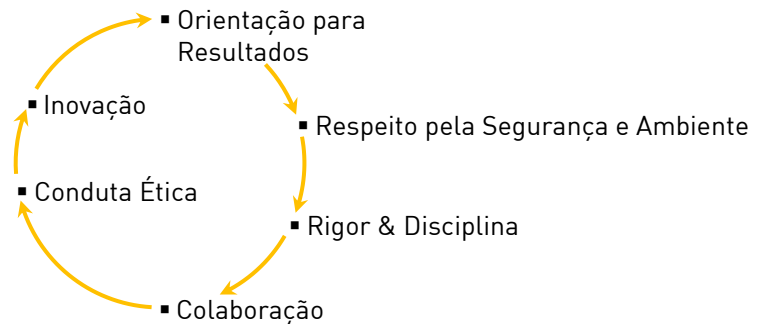 ▪ Orientação para
Resultados
▪ Respeito pela Segurança e Ambiente
▪ Rigor & Disciplina
▪ Colaboração
▪ Conduta Ética
▪ Inovação